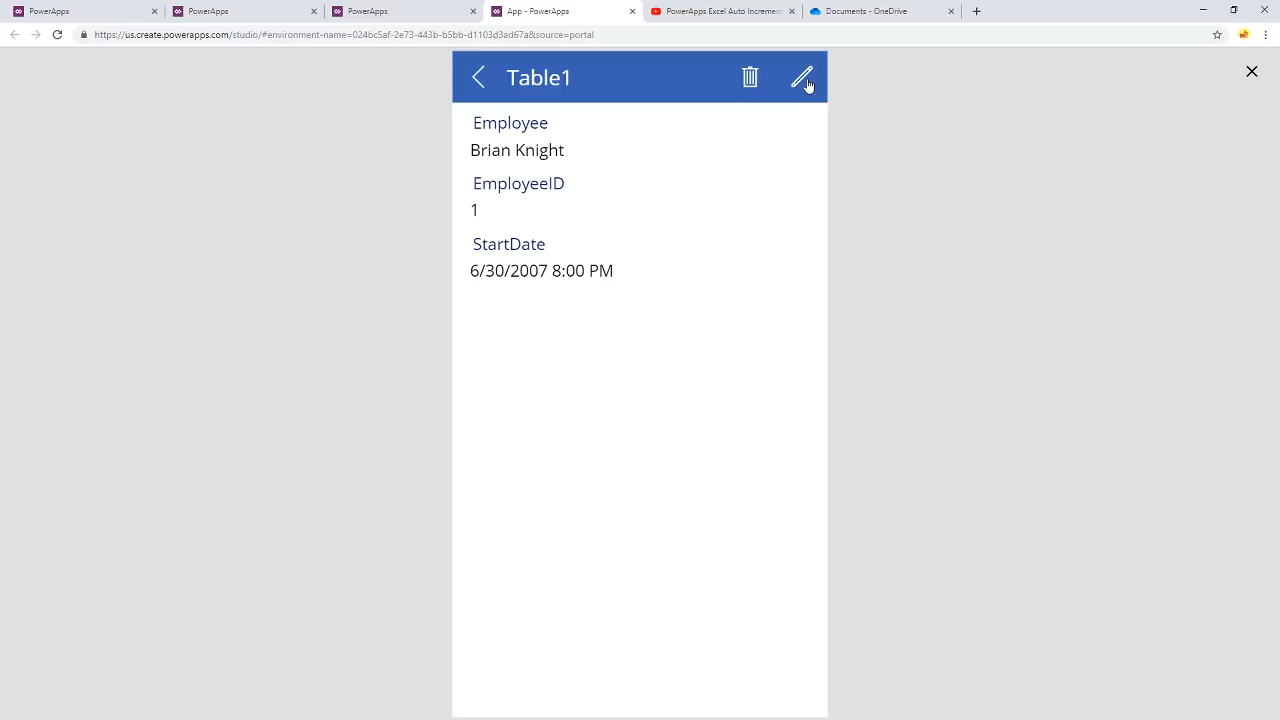 PowerApps
PowerApps
PowerApps
App - PowerApps
PowerApps Excel Auto Increment
Documents - OneDrive
https://us.create.powerapps.com/studio/#environment-name=024bc5af-2e73-443b-b5bb-d1103d3ad67a&source=portal
Table1
Employee
Brian Knight
EmployeeID
1
StartDate
6/30/2007 8:00 PM